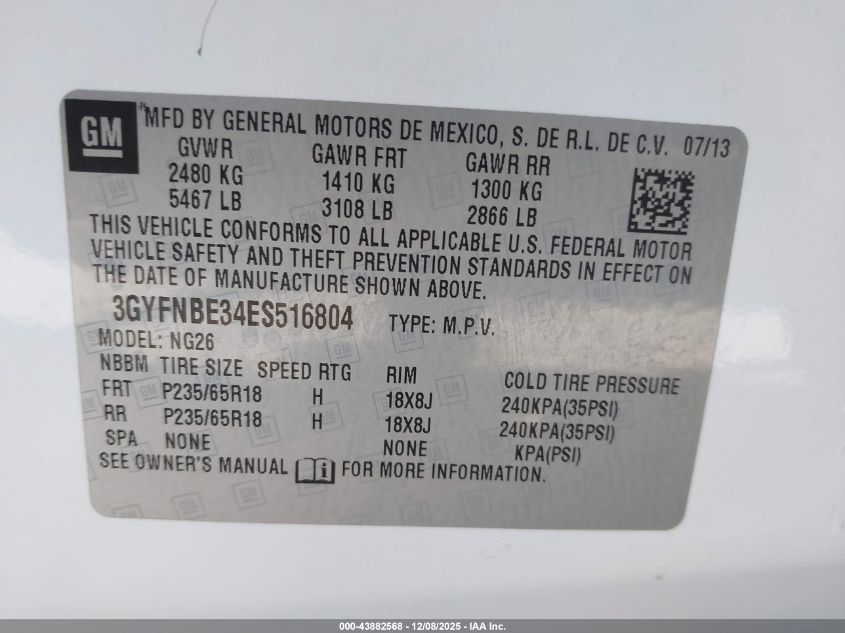 GM
MFD BY GENERAL MOTORS DE MEXICO, S. DE R.L. DE C.V. 07/13
GVWR GAWR FRT GAWR RR
2480 KG 1410 KG 1300 KG
5467 LB 3108 LB 2866 LB
THIS VEHICLE CONFORMS TO ALL APPLICABLE U.S. FEDERAL MOTOR
VEHICLE SAFETY AND THEFT PREVENTION STANDARDS IN EFFECT ON
THE DATE OF MANUFACTURE SHOWN ABOVE.
3GYFNBE34ES516804 TYPE: M.P.V.
MODEL: NG26
NBBM TIRE SIZE SPEED RTG RIM COLD TIRE PRESSURE
FRT P235/65R18 H 18X8J 240KPA(35PSI)
RR P235/65R18 H 18X8J 240KPA(35PSI)
SPA NONE NONE KPA(PSI)
SEE OWNER'S MANUAL i FOR MORE INFORMATION.
000-43882568 - 12/08/2025 - IAA Inc.